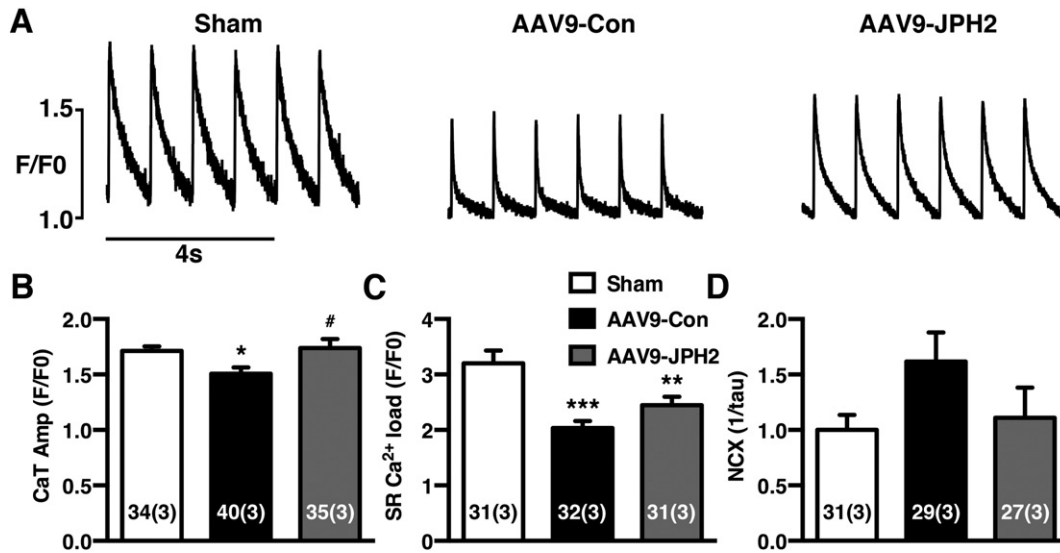 A
Sham
AAV9-Con
AAV9-JPH2
1.5
F/F0
1.0
4s
B
CaT Amp (F/F0)
2.0
1.5
1.0
0.5
0.0
*
#
34(3)
40(3)
35(3)
C
SR Ca²⁺ load (F/F0)
4
3
2
1
0
***
**
31(3)
32(3)
31(3)
Sham
AAV9-Con
AAV9-JPH2
D
NCX (1/tau)
2.0
1.5
1.0
0.5
0.0
31(3)
29(3)
27(3)